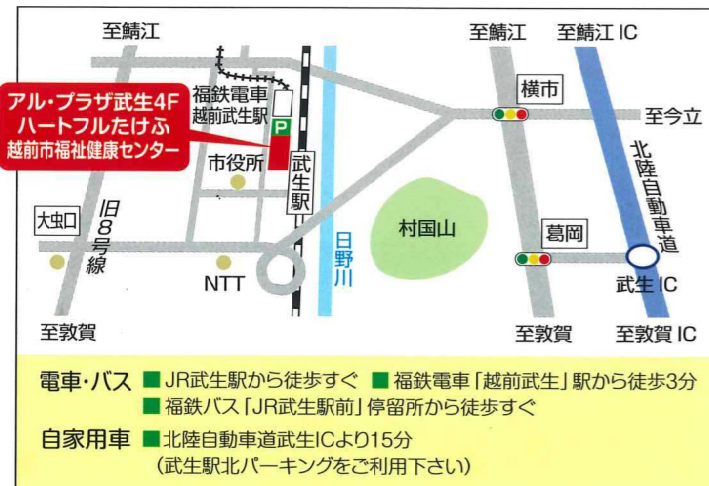 至鯖江
至鯖江
至鯖江 IC
アル・プラザ武生4F
ハートフルたけふ
越前市福祉健康センター
福鉄電車
越前武生駅
P
横市
至今立
市役所
武生駅
北陸自動車道
大虫口
旧8号線
日野川
村国山
葛岡
NTT
武生 IC
至敦賀
至敦賀
至敦賀 IC
電車・バス ■JR武生駅から徒歩すぐ ■福鉄電車「越前武生」駅から徒歩3分
■福鉄バス「JR武生駅前」停留所から徒歩すぐ
自家用車 ■北陸自動車道武生ICより15分
(武生駅北パーキングをご利用下さい)